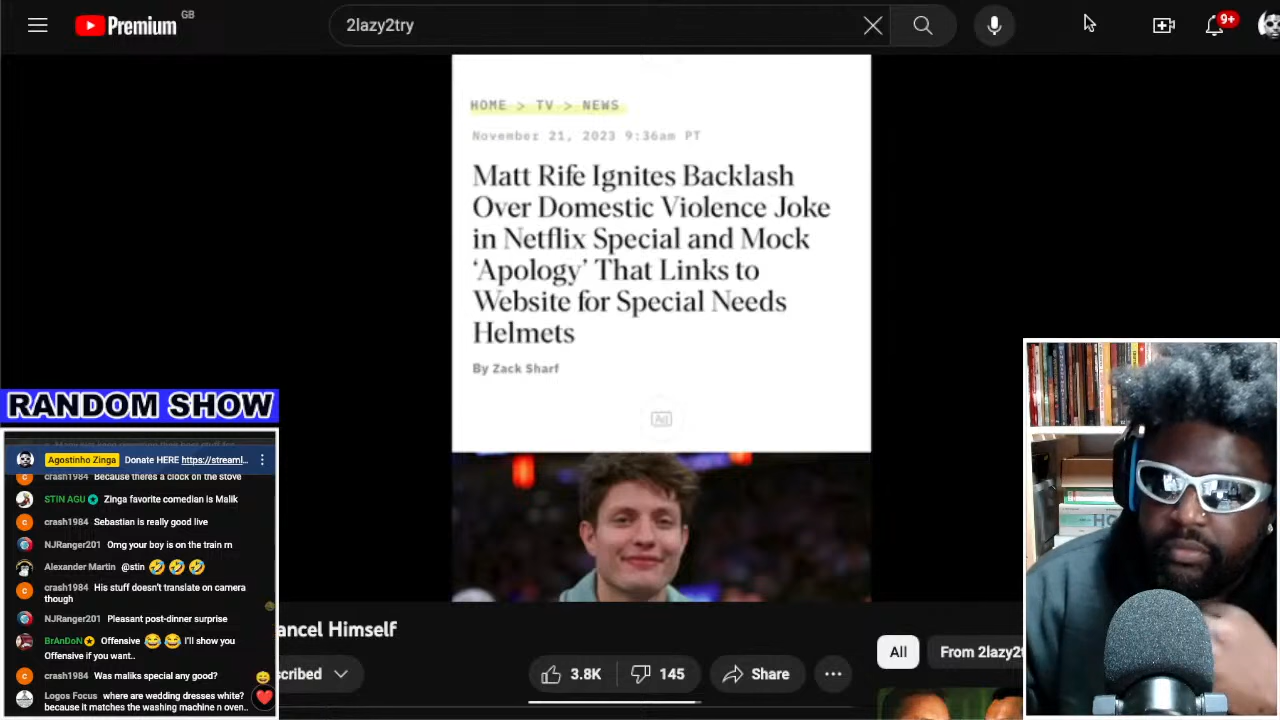 Premium GB
2lazy2try
9+
HOME > TV > NEWS
November 21, 2023 9:36am PT
Matt Rife Ignites Backlash
Over Domestic Violence Joke
in Netflix Special and Mock
‘Apology’ That Links to
Website for Special Needs
Helmets
By Zack Sharf
Ad
RANDOM SHOW
Agostinho Zinga Donate HERE https://streaml...
crash1984 Because theres a clock on the stove
STIN AGU Zinga favorite comedian is Malik
crash1984 Sebastian is really good live
NJRanger201 Omg your boy is on the train rn
Alexander Martin @stin 🤣🤣🤣
crash1984 His stuff doesn’t translate on camera
though
NJRanger201 Pleasant post-dinner surprise
BrAnDoN Offensive 😂😂 I'll show you
Offensive if you want..
crash1984 Was maliks special any good?
Logos Focus where are wedding dresses white?
because it matches the washing machine n oven..
ancel Himself
scribed
3.8K
145
Share
All
From 2lazy2t